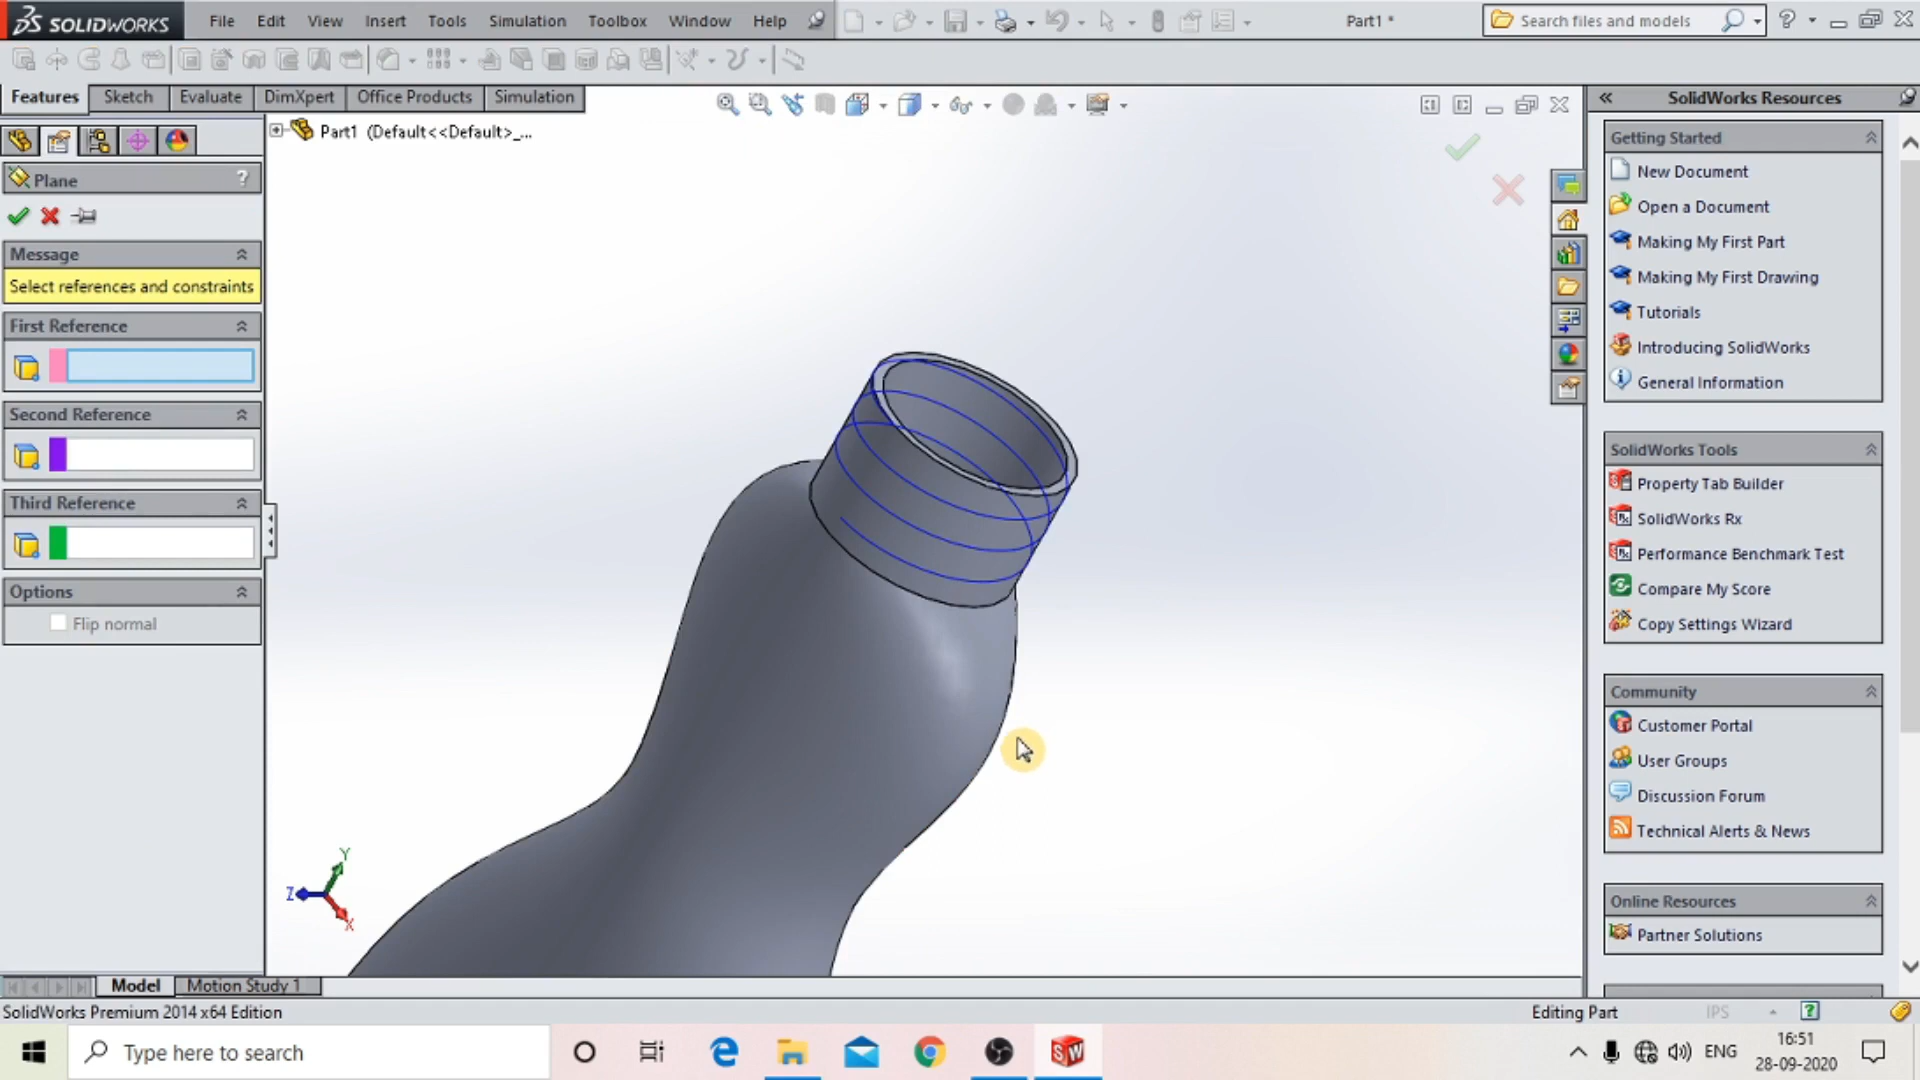 SOLIDWORKS File Edit View Insert Tools Simulation Toolbox Window Help Part1 * Search files and models
Features Sketch Evaluate DimXpert Office Products Simulation
Part1 (Default<<Default>_...
Plane ?
Message
Select references and constraints
First Reference
Second Reference
Third Reference
Options
Flip normal
SolidWorks Resources
Getting Started
New Document
Open a Document
Making My First Part
Making My First Drawing
Tutorials
Introducing SolidWorks
General Information
SolidWorks Tools
Property Tab Builder
SolidWorks Rx
Performance Benchmark Test
Compare My Score
Copy Settings Wizard
Community
Customer Portal
User Groups
Discussion Forum
Technical Alerts & News
Online Resources
Partner Solutions
Y
Z
X
Model Motion Study 1
SolidWorks Premium 2014 x64 Edition Editing Part IPS ?
Type here to search SW ENG 16:51
28-09-2020